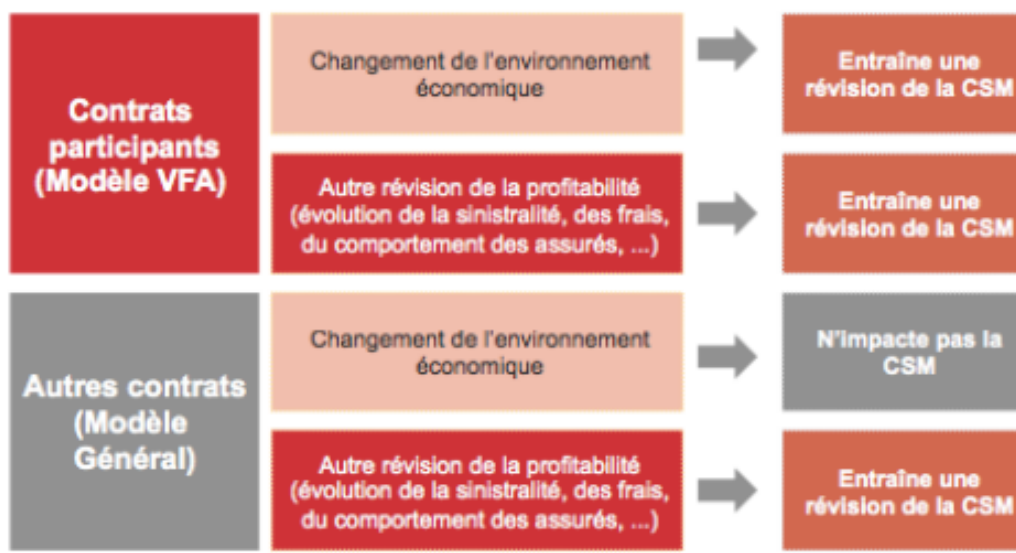 Contrats
participants
(Modèle VFA)
Changement de l'environnement
économique
Entraîne une
révision de la CSM
Autre révision de la profitabilité
(évolution de la sinistralité, des frais,
du comportement des assurés, ...)
Entraîne une
révision de la CSM
Autres contrats
(Modèle
Général)
Changement de l'environnement
économique
N'impacte pas la
CSM
Autre révision de la profitabilité
(évolution de la sinistralité, des frais,
du comportement des assurés, ...)
Entraîne une
révision de la CSM